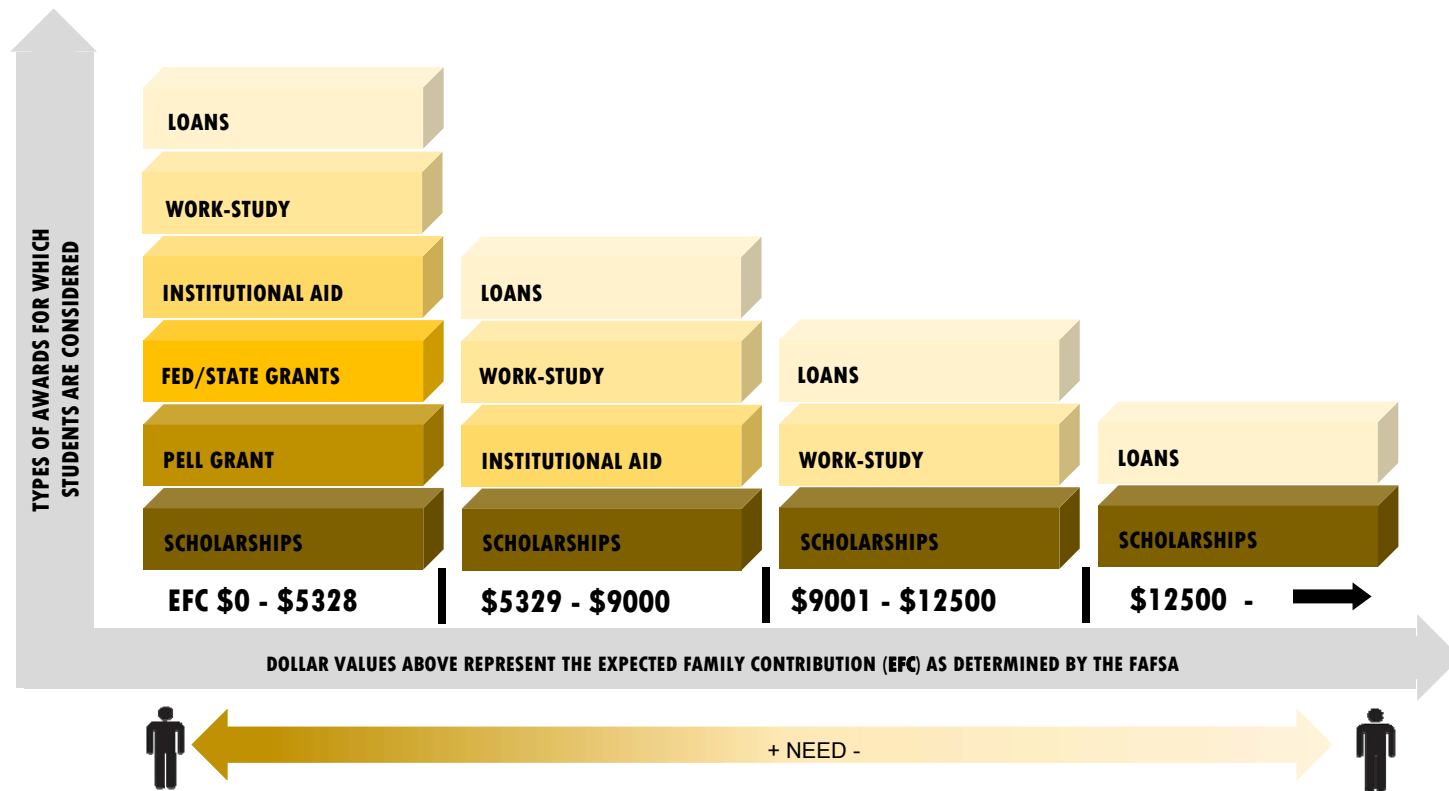 TYPES OF AWARDS FOR WHICH
STUDENTS ARE CONSIDERED
LOANS
WORK-STUDY
INSTITUTIONAL AID
FED/STATE GRANTS
PELL GRANT
SCHOLARSHIPS
EFC $0 - $5328
LOANS
WORK-STUDY
INSTITUTIONAL AID
SCHOLARSHIPS
$5329 - $9000
LOANS
WORK-STUDY
SCHOLARSHIPS
$9001 - $12500
LOANS
SCHOLARSHIPS
$12500 -
DOLLAR VALUES ABOVE REPRESENT THE EXPECTED FAMILY CONTRIBUTION (EFC) AS DETERMINED BY THE FAFSA
+ NEED -